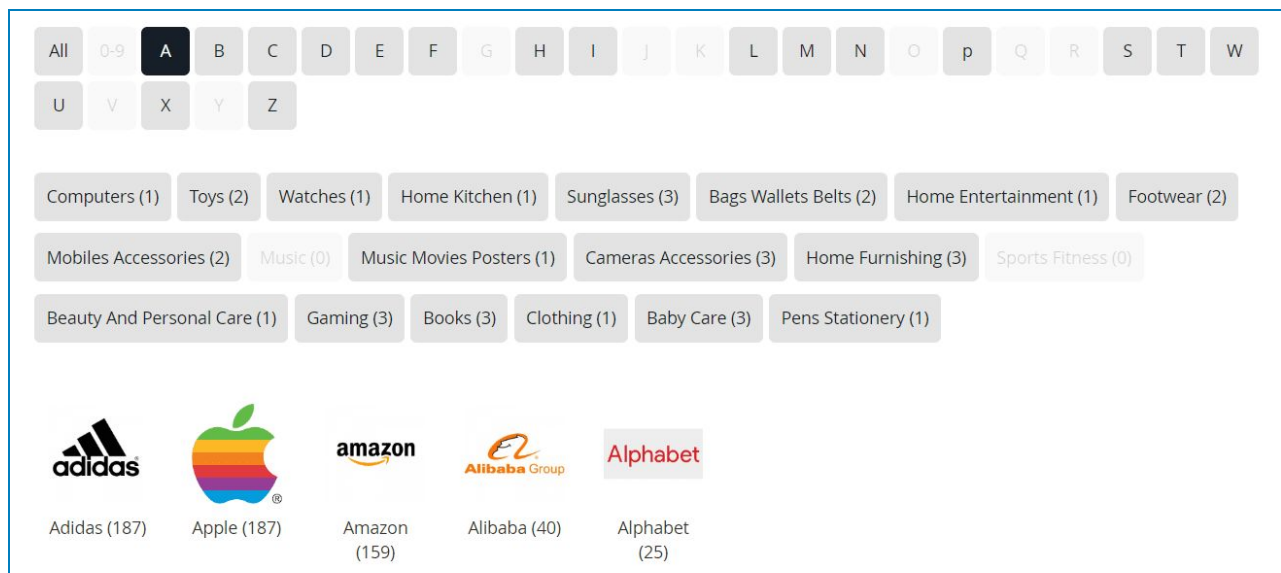 All 0-9 A B C D E F G H I J K L M N O p Q R S T W
U V X Y Z
Computers (1) Toys (2) Watches (1) Home Kitchen (1) Sunglasses (3) Bags Wallets Belts (2) Home Entertainment (1) Footwear (2)
Mobiles Accessories (2) Music (0) Music Movies Posters (1) Cameras Accessories (3) Home Furnishing (3) Sports Fitness (0)
Beauty And Personal Care (1) Gaming (3) Books (3) Clothing (1) Baby Care (3) Pens Stationery (1)
adidas ® amazon Alibaba Group Alphabet
Adidas (187) Apple (187) Amazon Alibaba (40) Alphabet
(159) (25)